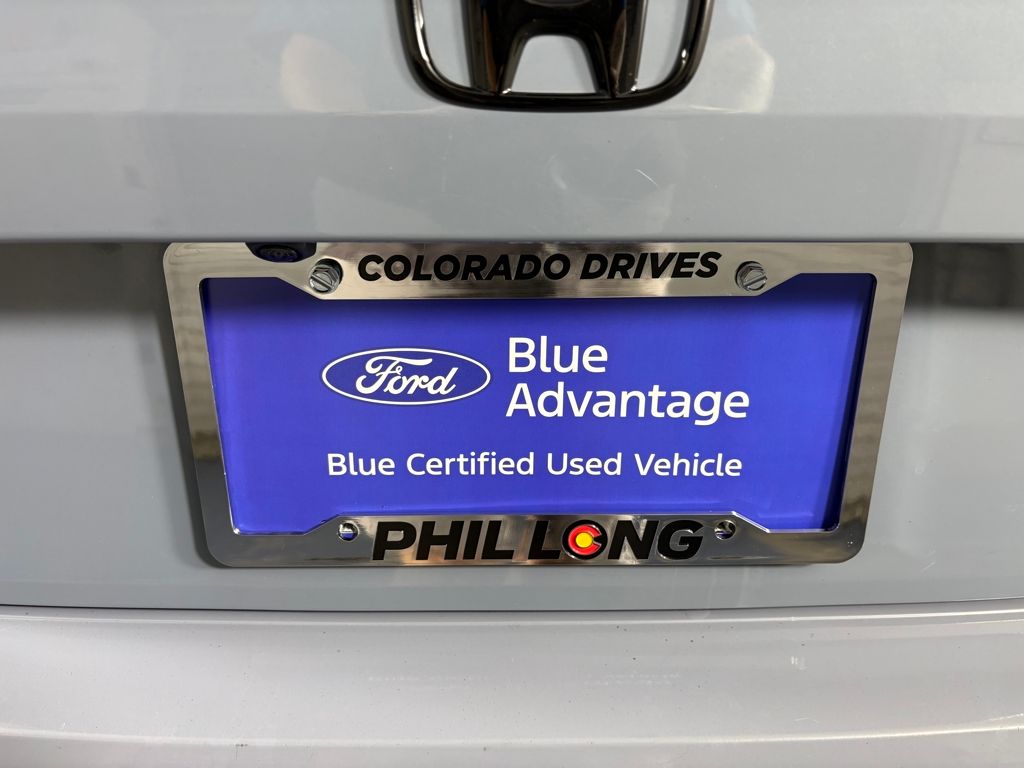 COLORADO DRIVES
Ford
Blue
Advantage
Blue Certified Used Vehicle
PHIL LONG